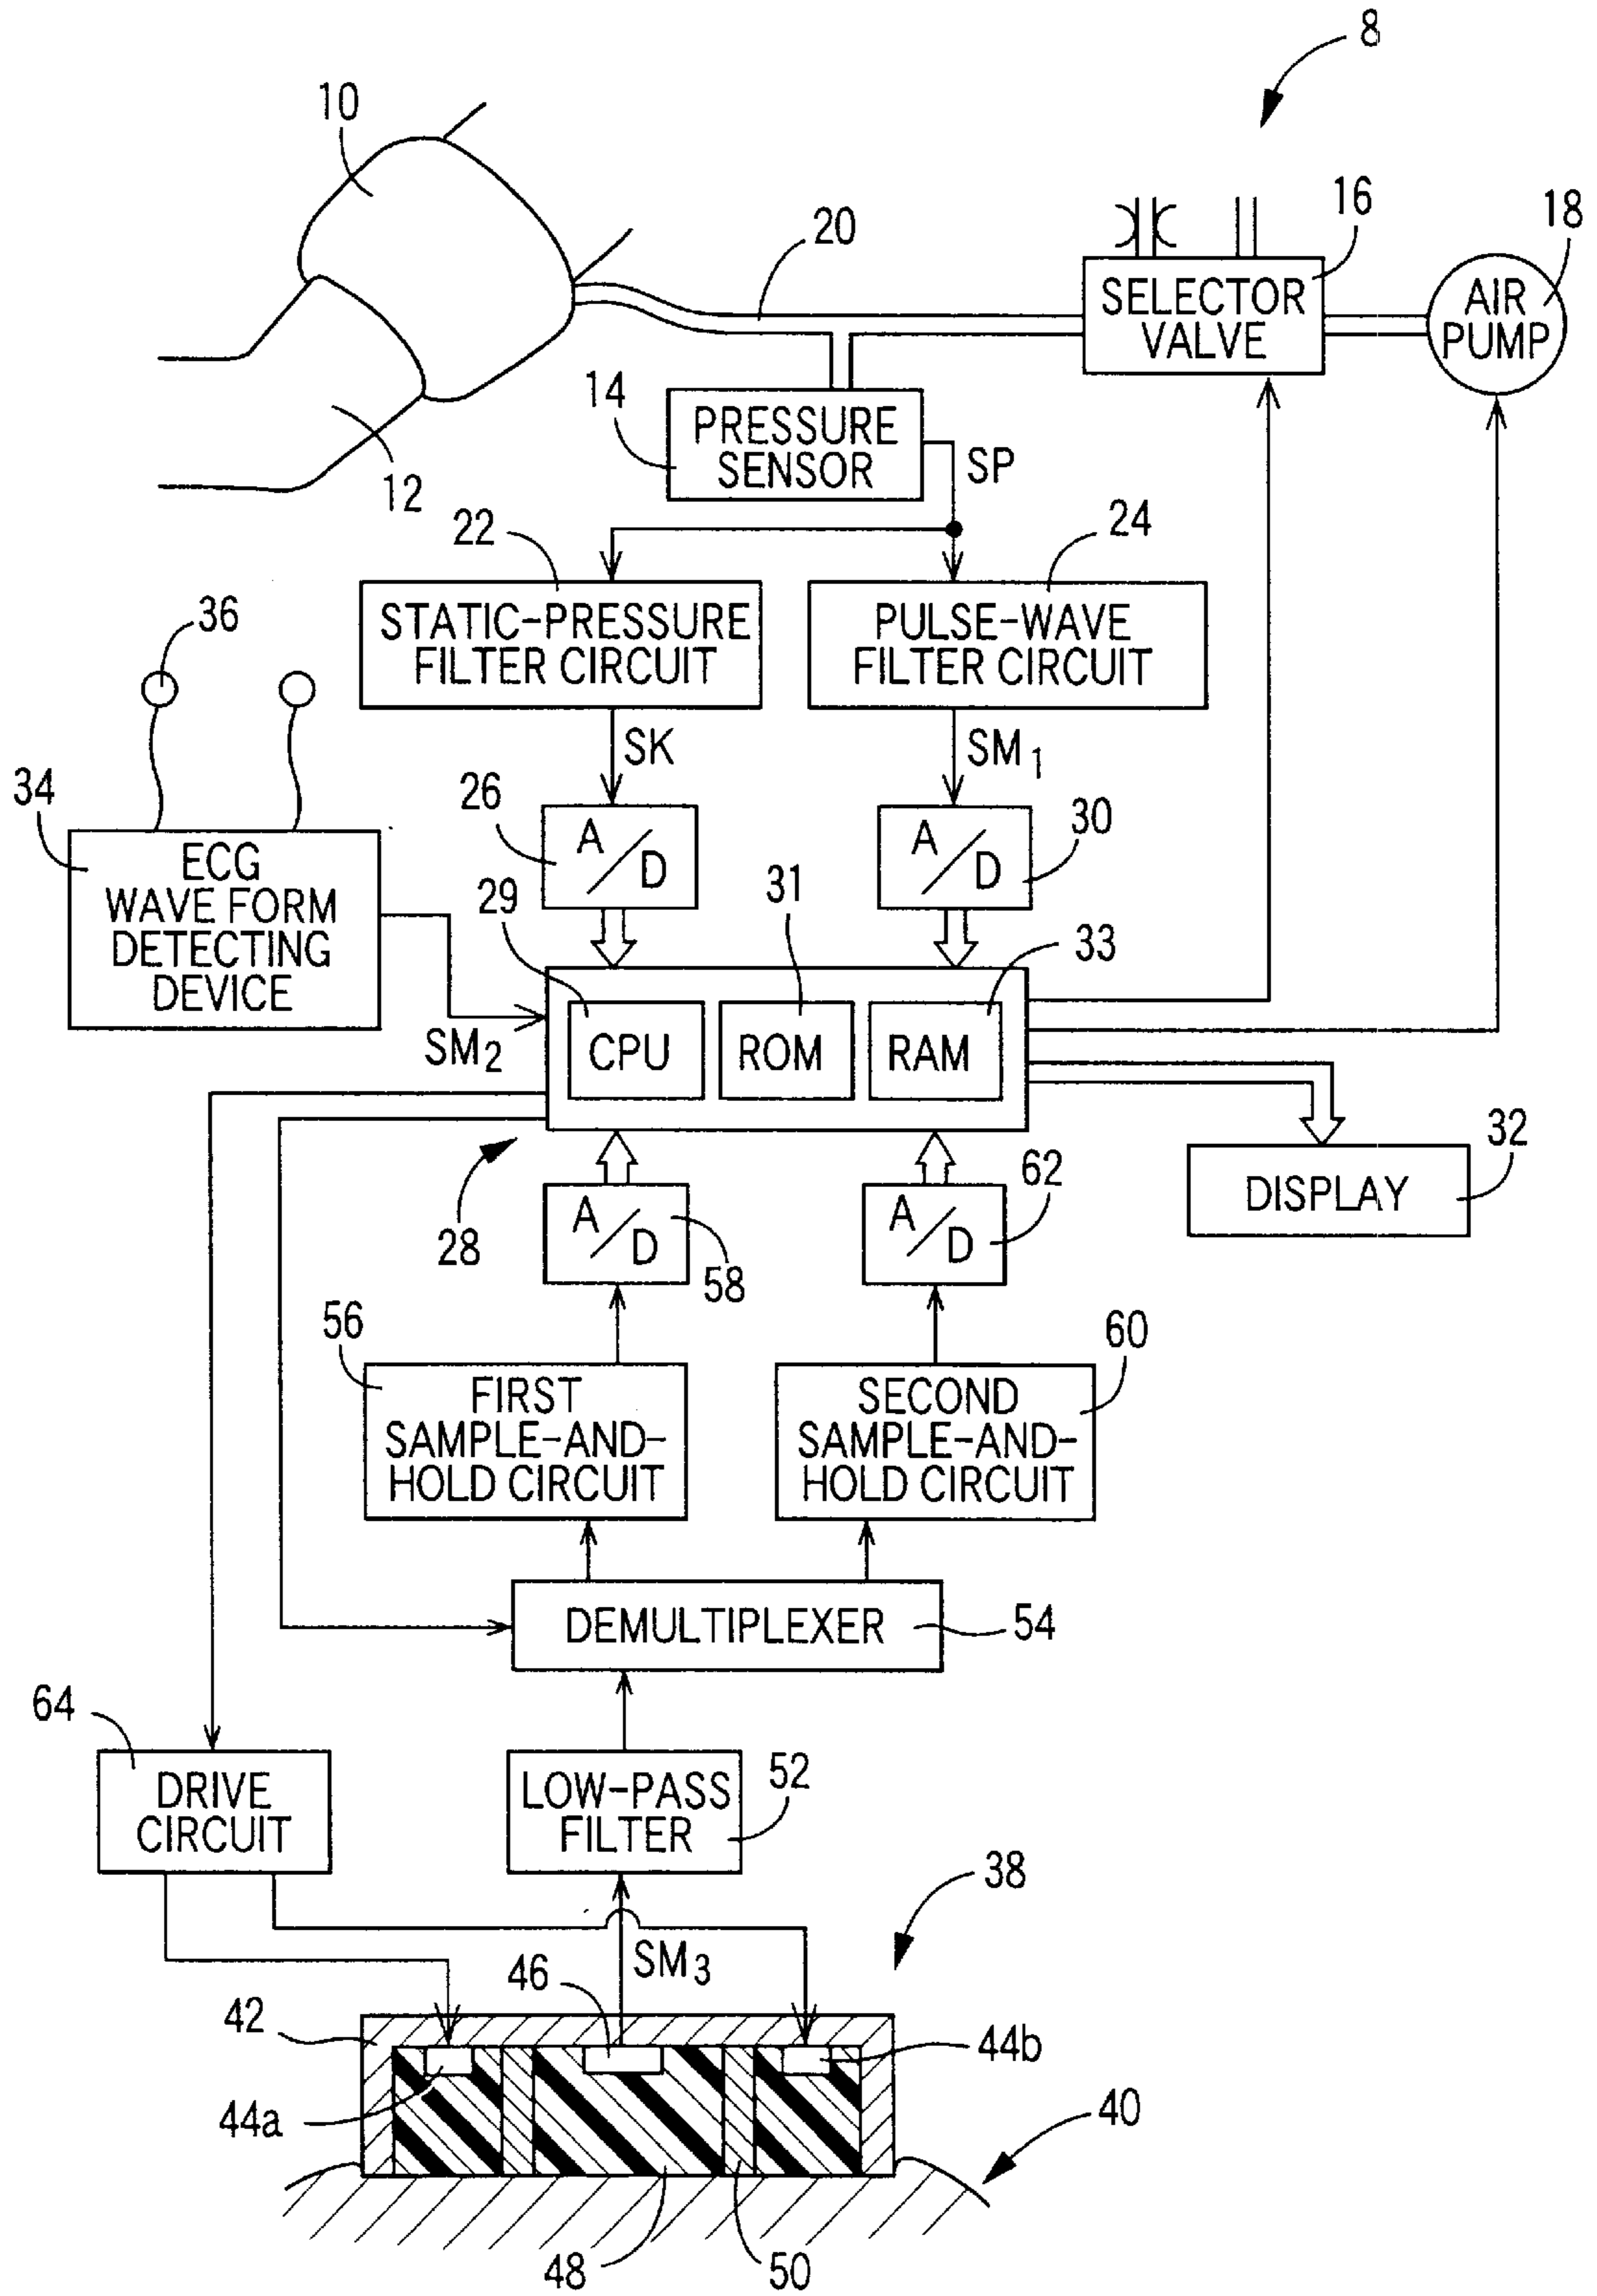 8
10
16
18
20
SELECTOR
VALVE
AIR
PUMP
14
PRESSURE
SENSOR
SP
12
22
24
36
STATIC-PRESSURE
FILTER CIRCUIT
PULSE-WAVE
FILTER CIRCUIT
SK
SM1
34
26
30
A/D
A/D
ECG
WAVE FORM
DETECTING
DEVICE
29
31
33
SM2
CPU
ROM
RAM
28
58
62
A/D
A/D
32
DISPLAY
56
60
FIRST
SAMPLE-AND-
HOLD CIRCUIT
SECOND
SAMPLE-AND-
HOLD CIRCUIT
DEMULTIPLEXER
54
64
DRIVE
CIRCUIT
LOW-PASS
FILTER
52
38
46
SM3
42
44b
44a
40
48
50